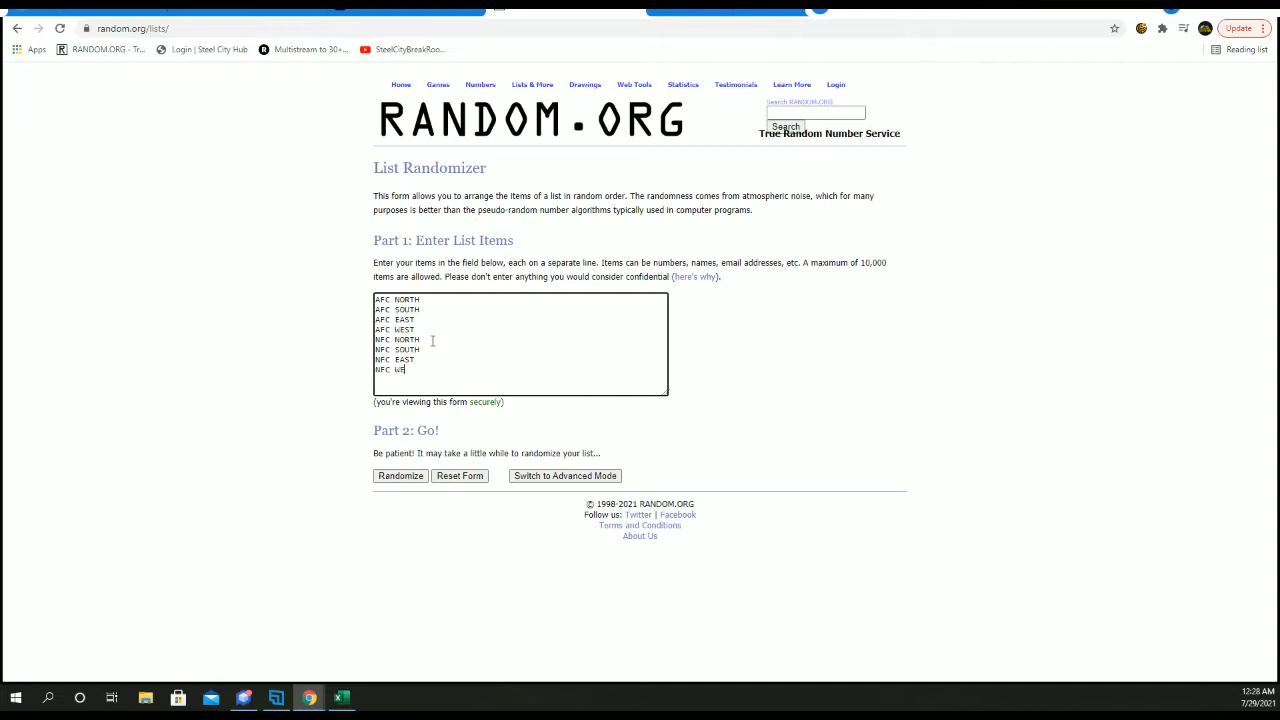 random.org/lists/
Update
Apps RANDOM.ORG - Tr... Login | Steel City Hub Multistream to 30+... SteelCityBreakRoo... Reading list
Home Games Numbers Lists & More Drawings Web Tools Statistics Testimonials Learn More Login
Search RANDOM.ORG
RANDOM.ORG
Search
True Random Number Service
List Randomizer
This form allows you to arrange the items of a list in random order. The randomness comes from atmospheric noise, which for many
purposes is better than the pseudo-random number algorithms typically used in computer programs.
Part 1: Enter List Items
Enter your items in the field below, each on a separate line. Items can be numbers, names, email addresses, etc. A maximum of 10,000
items are allowed. Please don't enter anything you would consider confidential (here's why).
AFC NORTH
AFC SOUTH
AFC EAST
AFC WEST
NFC NORTH
NFC SOUTH
NFC EAST
NFC WE
(you're viewing this form securely)
Part 2: Go!
Be patient! It may take a little while to randomize your list...
Randomize Reset Form Switch to Advanced Mode
© 1998-2021 RANDOM.ORG
Follow us: Twitter | Facebook
Terms and Conditions
About Us
12:28 AM
7/29/2021